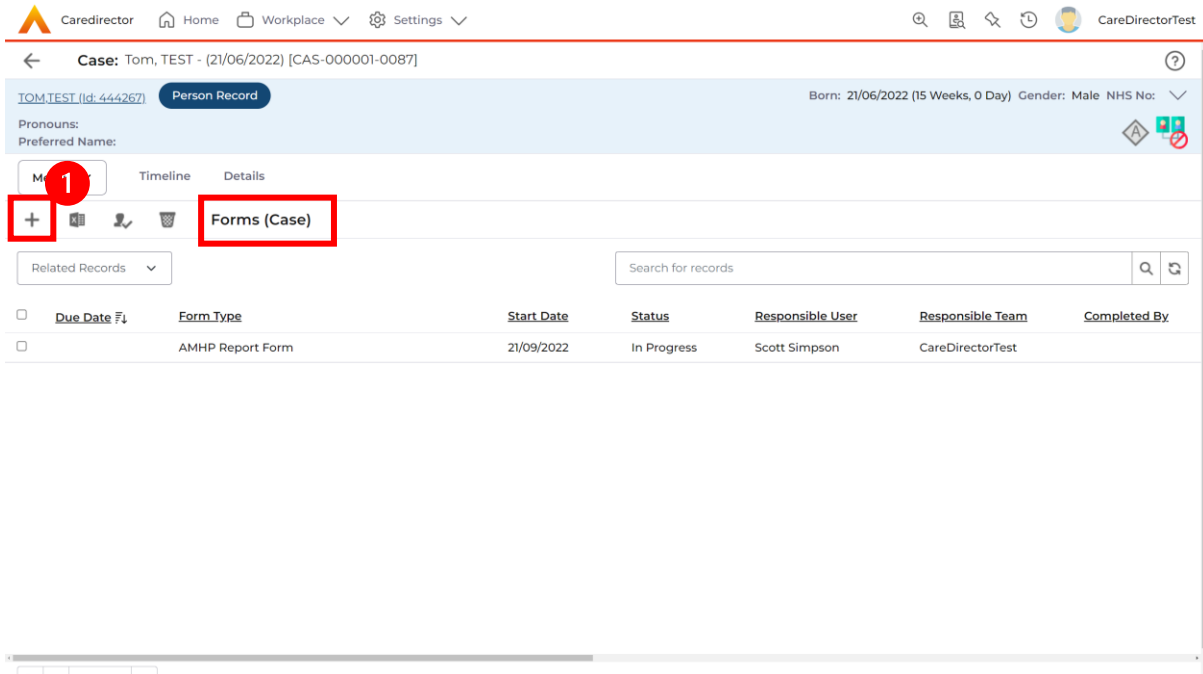 Caredirector Home Workplace Settings CareDirectorTest
Case: Tom, TEST - (21/06/2022) [CAS-000001-0087] ?
TOM,TEST (Id: 444267) Person Record Born: 21/06/2022 (15 Weeks, 0 Day) Gender: Male NHS No:
Pronouns:
Preferred Name:
A
1 Timeline Details
+ Forms (Case)
Related Records Search for records
Due Date Form Type Start Date Status Responsible User Responsible Team Completed By
AMHP Report Form 21/09/2022 In Progress Scott Simpson CareDirectorTest